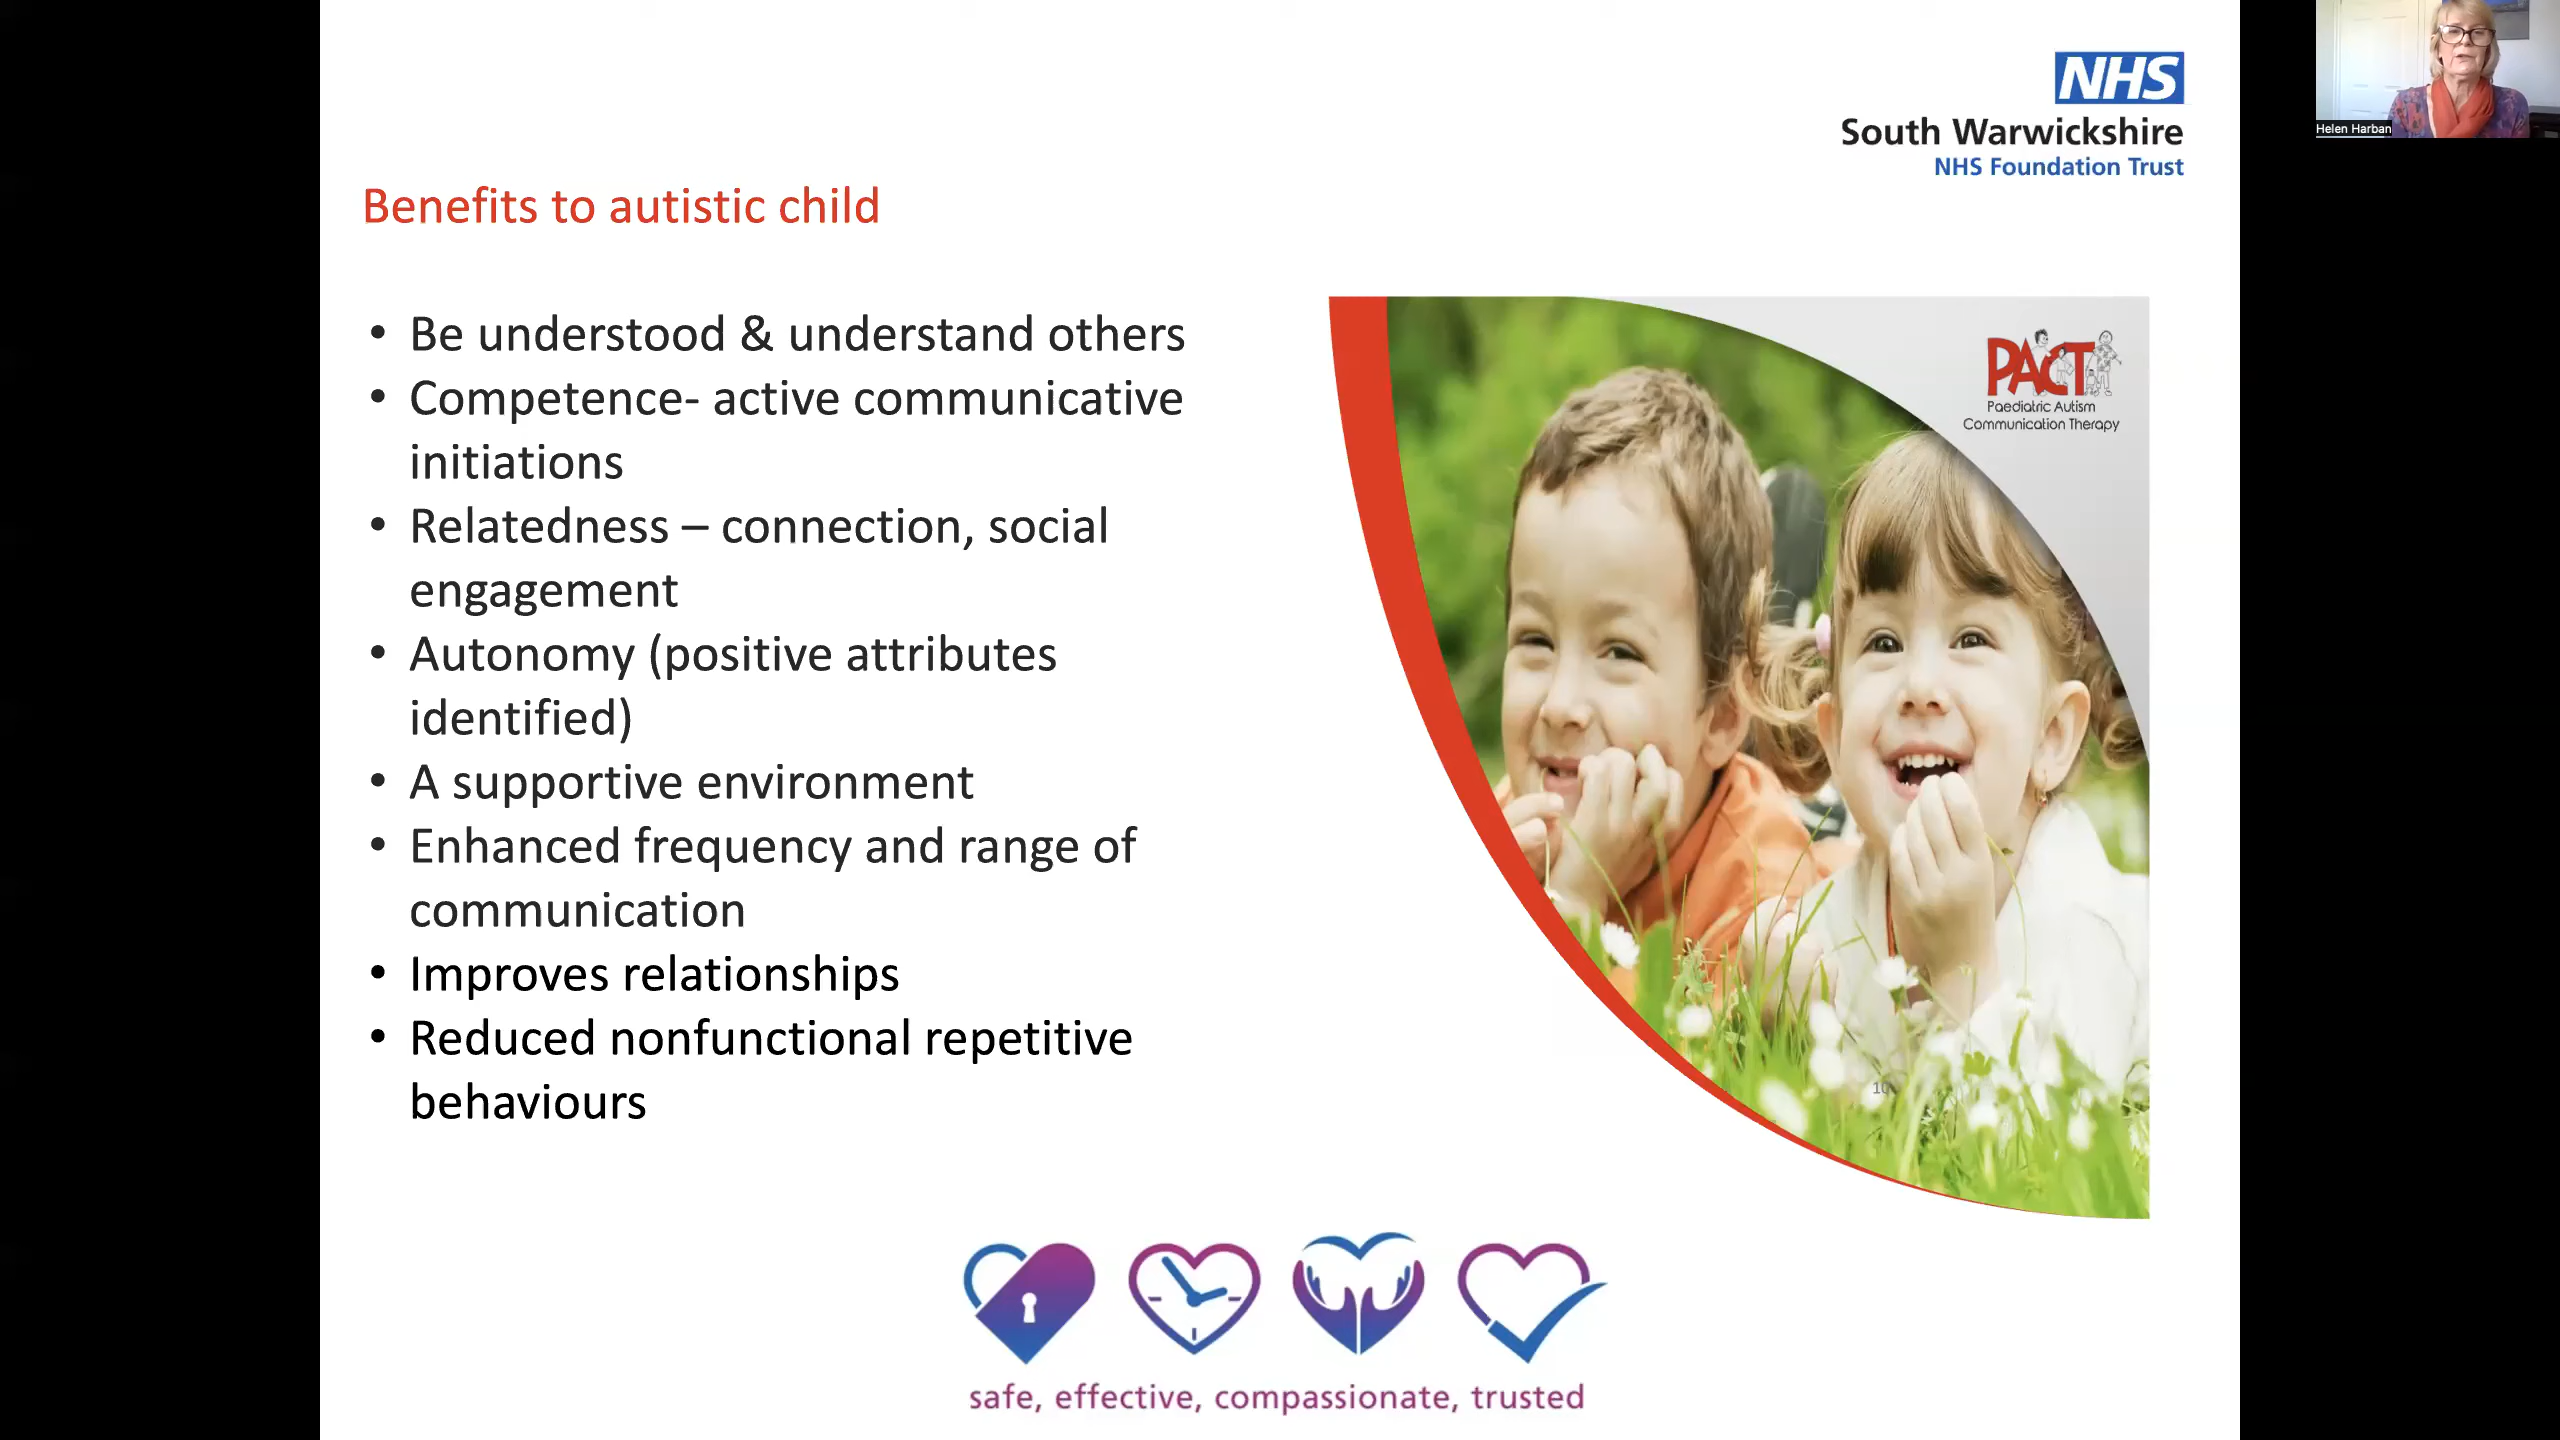 NHS
South Warwickshire
NHS Foundation Trust
Helen Harban
Benefits to autistic child
• Be understood & understand others
• Competence- active communicative
initiations
• Relatedness – connection, social
engagement
• Autonomy (positive attributes
identified)
• A supportive environment
• Enhanced frequency and range of
communication
• Improves relationships
• Reduced nonfunctional repetitive
behaviours
PACT
Paediatric Autism
Communication Therapy
10
safe, effective, compassionate, trusted